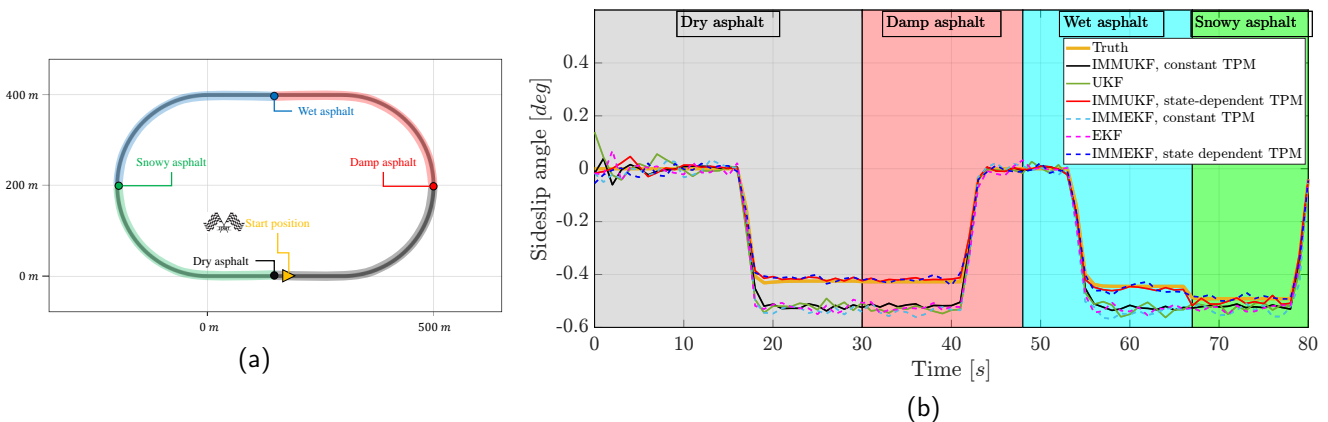 400 m
200 m
0 m
0 m
500 m
Wet asphalt
Snowy asphalt
Damp asphalt
Start position
Dry asphalt
(a)
Dry asphalt
Damp asphalt
Wet asphalt
Snowy asphalt
Truth
IMMUKF, constant TPM
UKF
IMMUKF, state-dependent TPM
IMMEKF, constant TPM
EKF
IMMEKF, state dependent TPM
Sideslip angle [deg]
0.4
0.2
0
-0.2
-0.4
-0.6
0
10
20
30
40
50
60
70
80
Time [s]
(b)